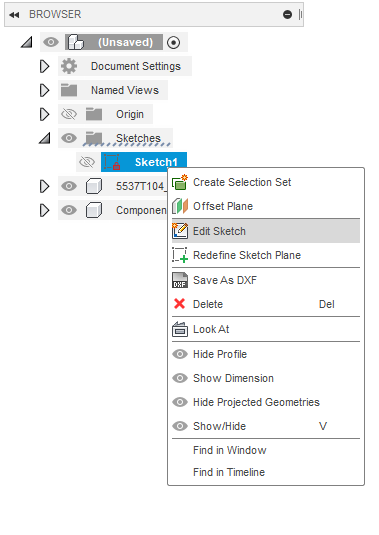 BROWSER
(Unsaved)
Document Settings
Named Views
Origin
Sketches
Sketch1
5537T104_
Componen
Create Selection Set
Offset Plane
Edit Sketch
Redefine Sketch Plane
DXF Save As DXF
Delete Del
Look At
Hide Profile
Show Dimension
Hide Projected Geometries
Show/Hide V
Find in Window
Find in Timeline